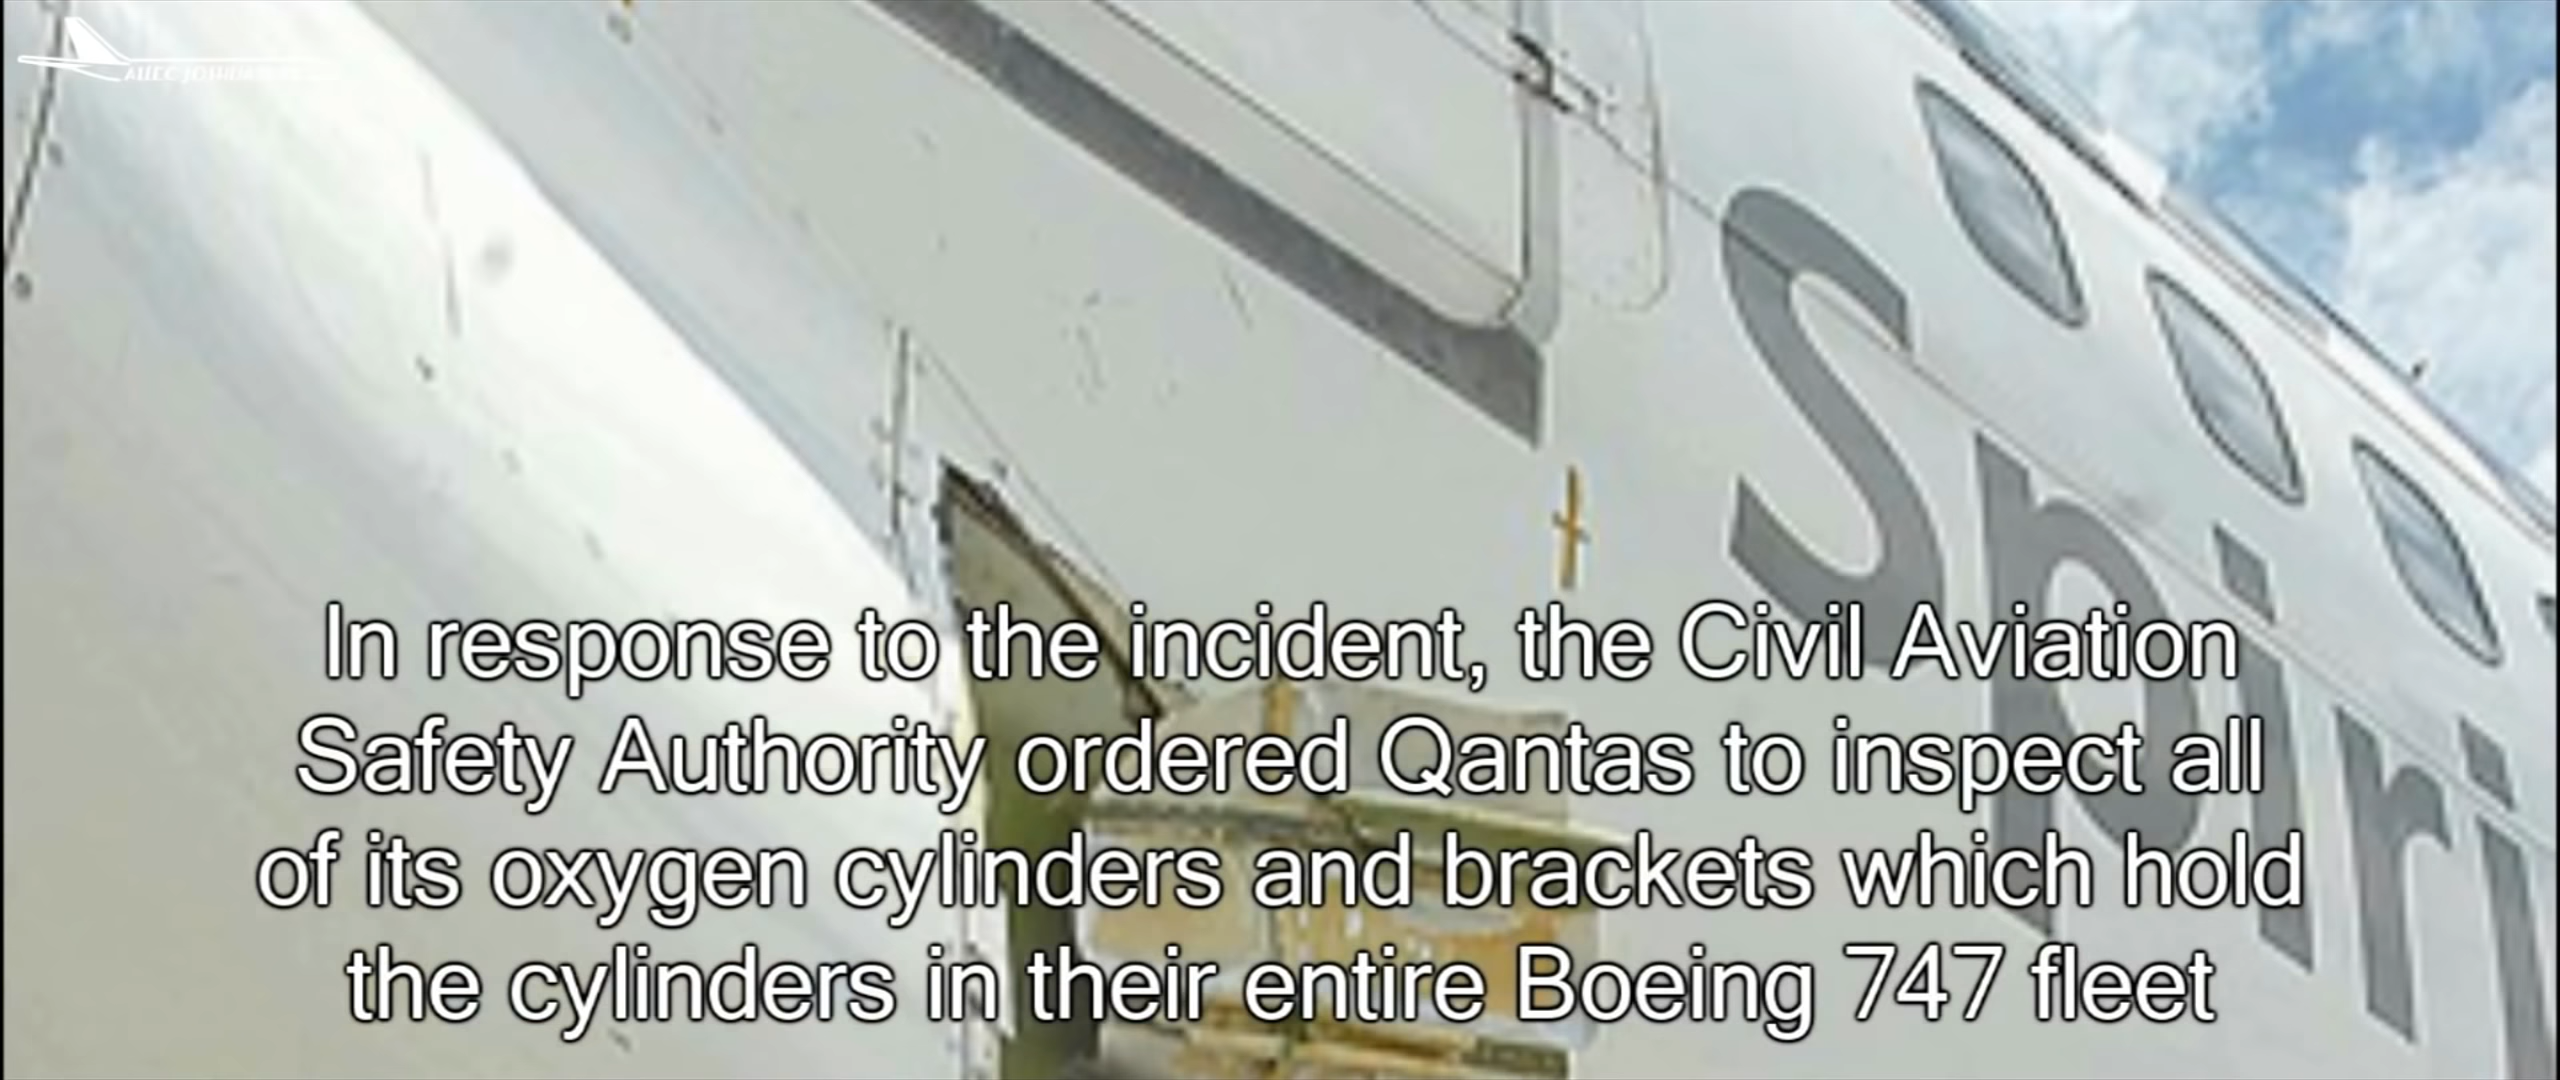 In response to the incident, the Civil Aviation
Safety Authority ordered Qantas to inspect all
of its oxygen cylinders and brackets which hold
the cylinders in their entire Boeing 747 fleet
Spiri